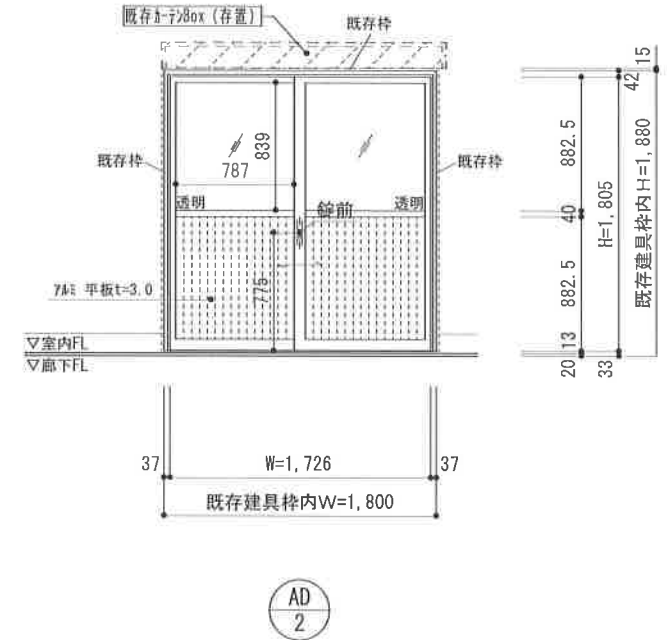 既存カーテンBox（存置）
既存枠
15
42
既存枠
839
787
既存枠
882.5
透明
錠前
透明
40
H=1,805
既存建具枠内H=1,880
775
アルミ 平板t=3.0
882.5
▽室内FL
▽廊下FL
13
20
33
37
W=1,726
37
既存建具枠内W=1,800
AD
2